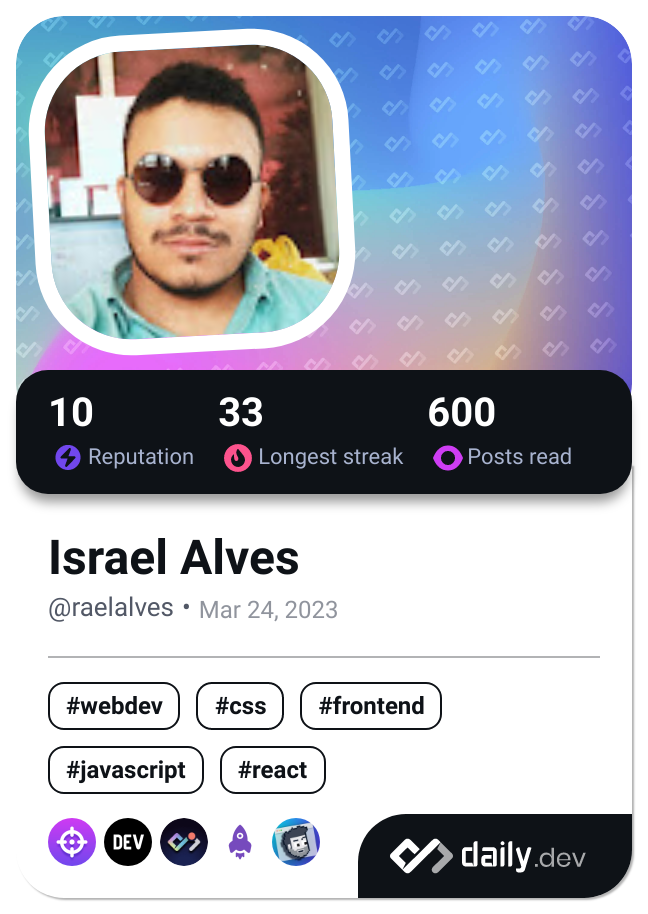 10 33 600
Reputation Longest streak Posts read
Israel Alves
@raelalves • Mar 24, 2023
#webdev #css #frontend
#javascript #react
DEV
daily.dev